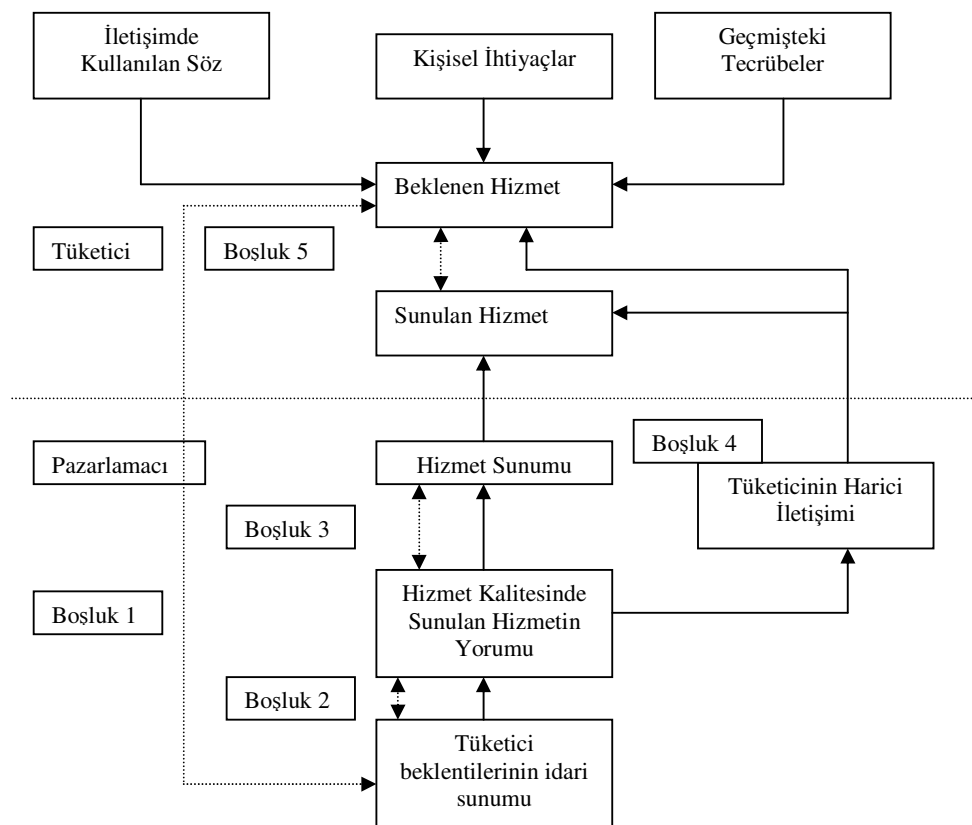 İletişimde
Kullanılan Söz
Kişisel İhtiyaçlar
Geçmişteki
Tecrübeler
Beklenen Hizmet
Tüketici
Boşluk 5
Sunulan Hizmet
Pazarlamacı
Hizmet Sunumu
Boşluk 4
Tüketicinin Harici
İletişimi
Boşluk 3
Boşluk 1
Hizmet Kalitesinde
Sunulan Hizmetin
Yorumu
Boşluk 2
Tüketici
beklentilerinin idari
sunumu